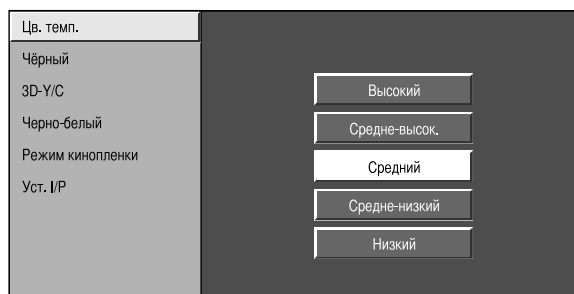 Цв. темп.
Чёрный
3D-Y/C
Черно-белый
Режим кинопленки
Уст. I/P
Высокий
Средне-высок.
Средний
Средне-низкий
Низкий